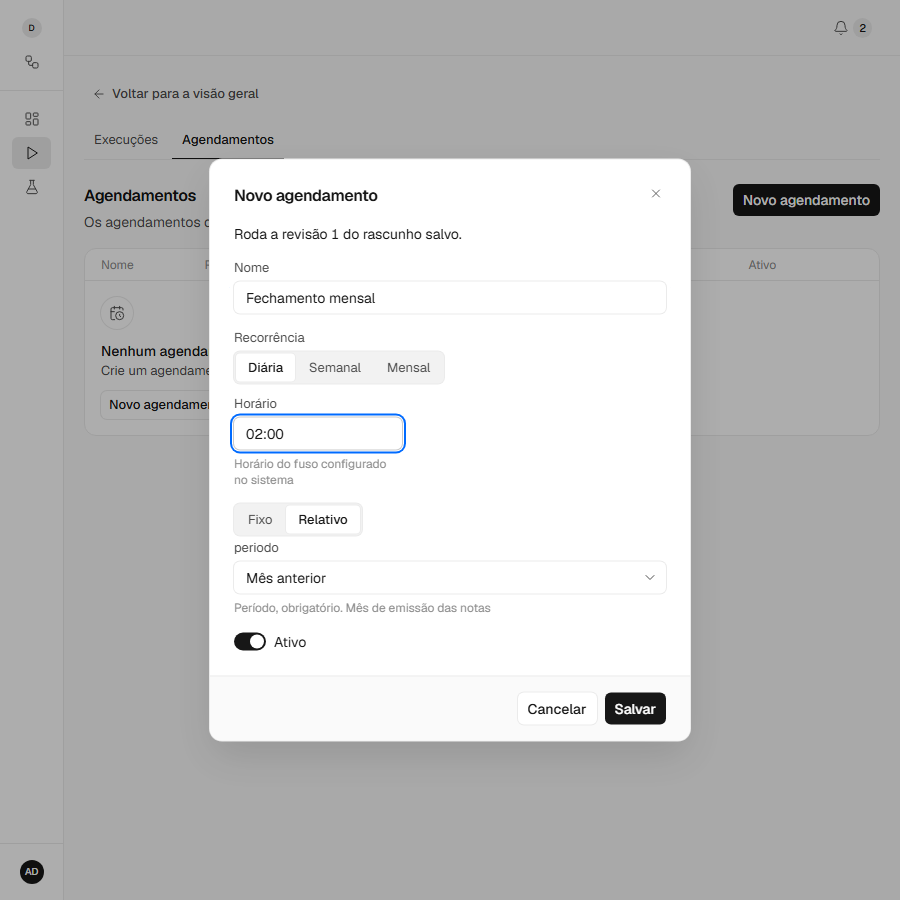 D
2
Voltar para a visão geral
Execuções
Agendamentos
Agendamentos
Novo agendamento
Os agendamentos
Nome
Ativo
Nenhum
Crie um
Novo
Novo agendamento
Roda a revisão 1 do rascunho salvo.
Nome
Fechamento mensal
Recorrência
Diária
Semanal
Mensal
Horário
02:00
Horário do fuso configurado
no sistema
Fixo
Relativo
periodo
Mês anterior
Período, obrigatório. Mês de emissão das notas
Ativo
Cancelar
Salvar
AD